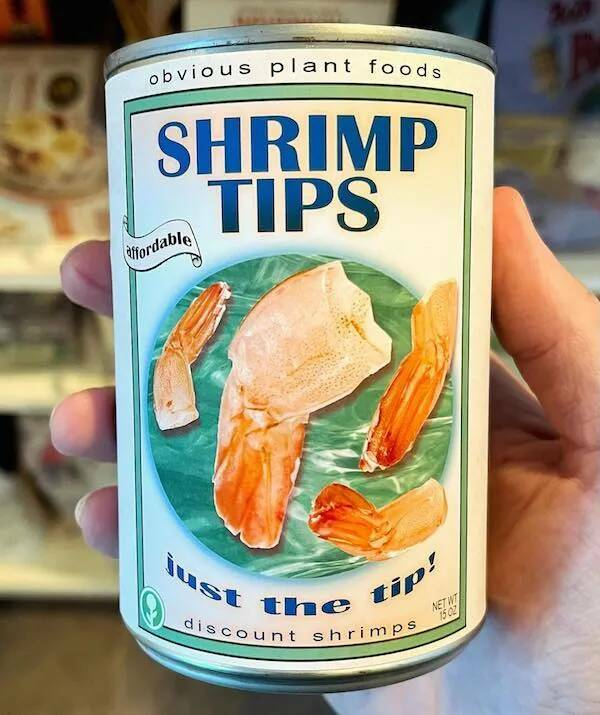 obvious plant foods
SHRIMP
TIPS
affordable
just the tip!
discount shrimps
NET WT
15 OZ